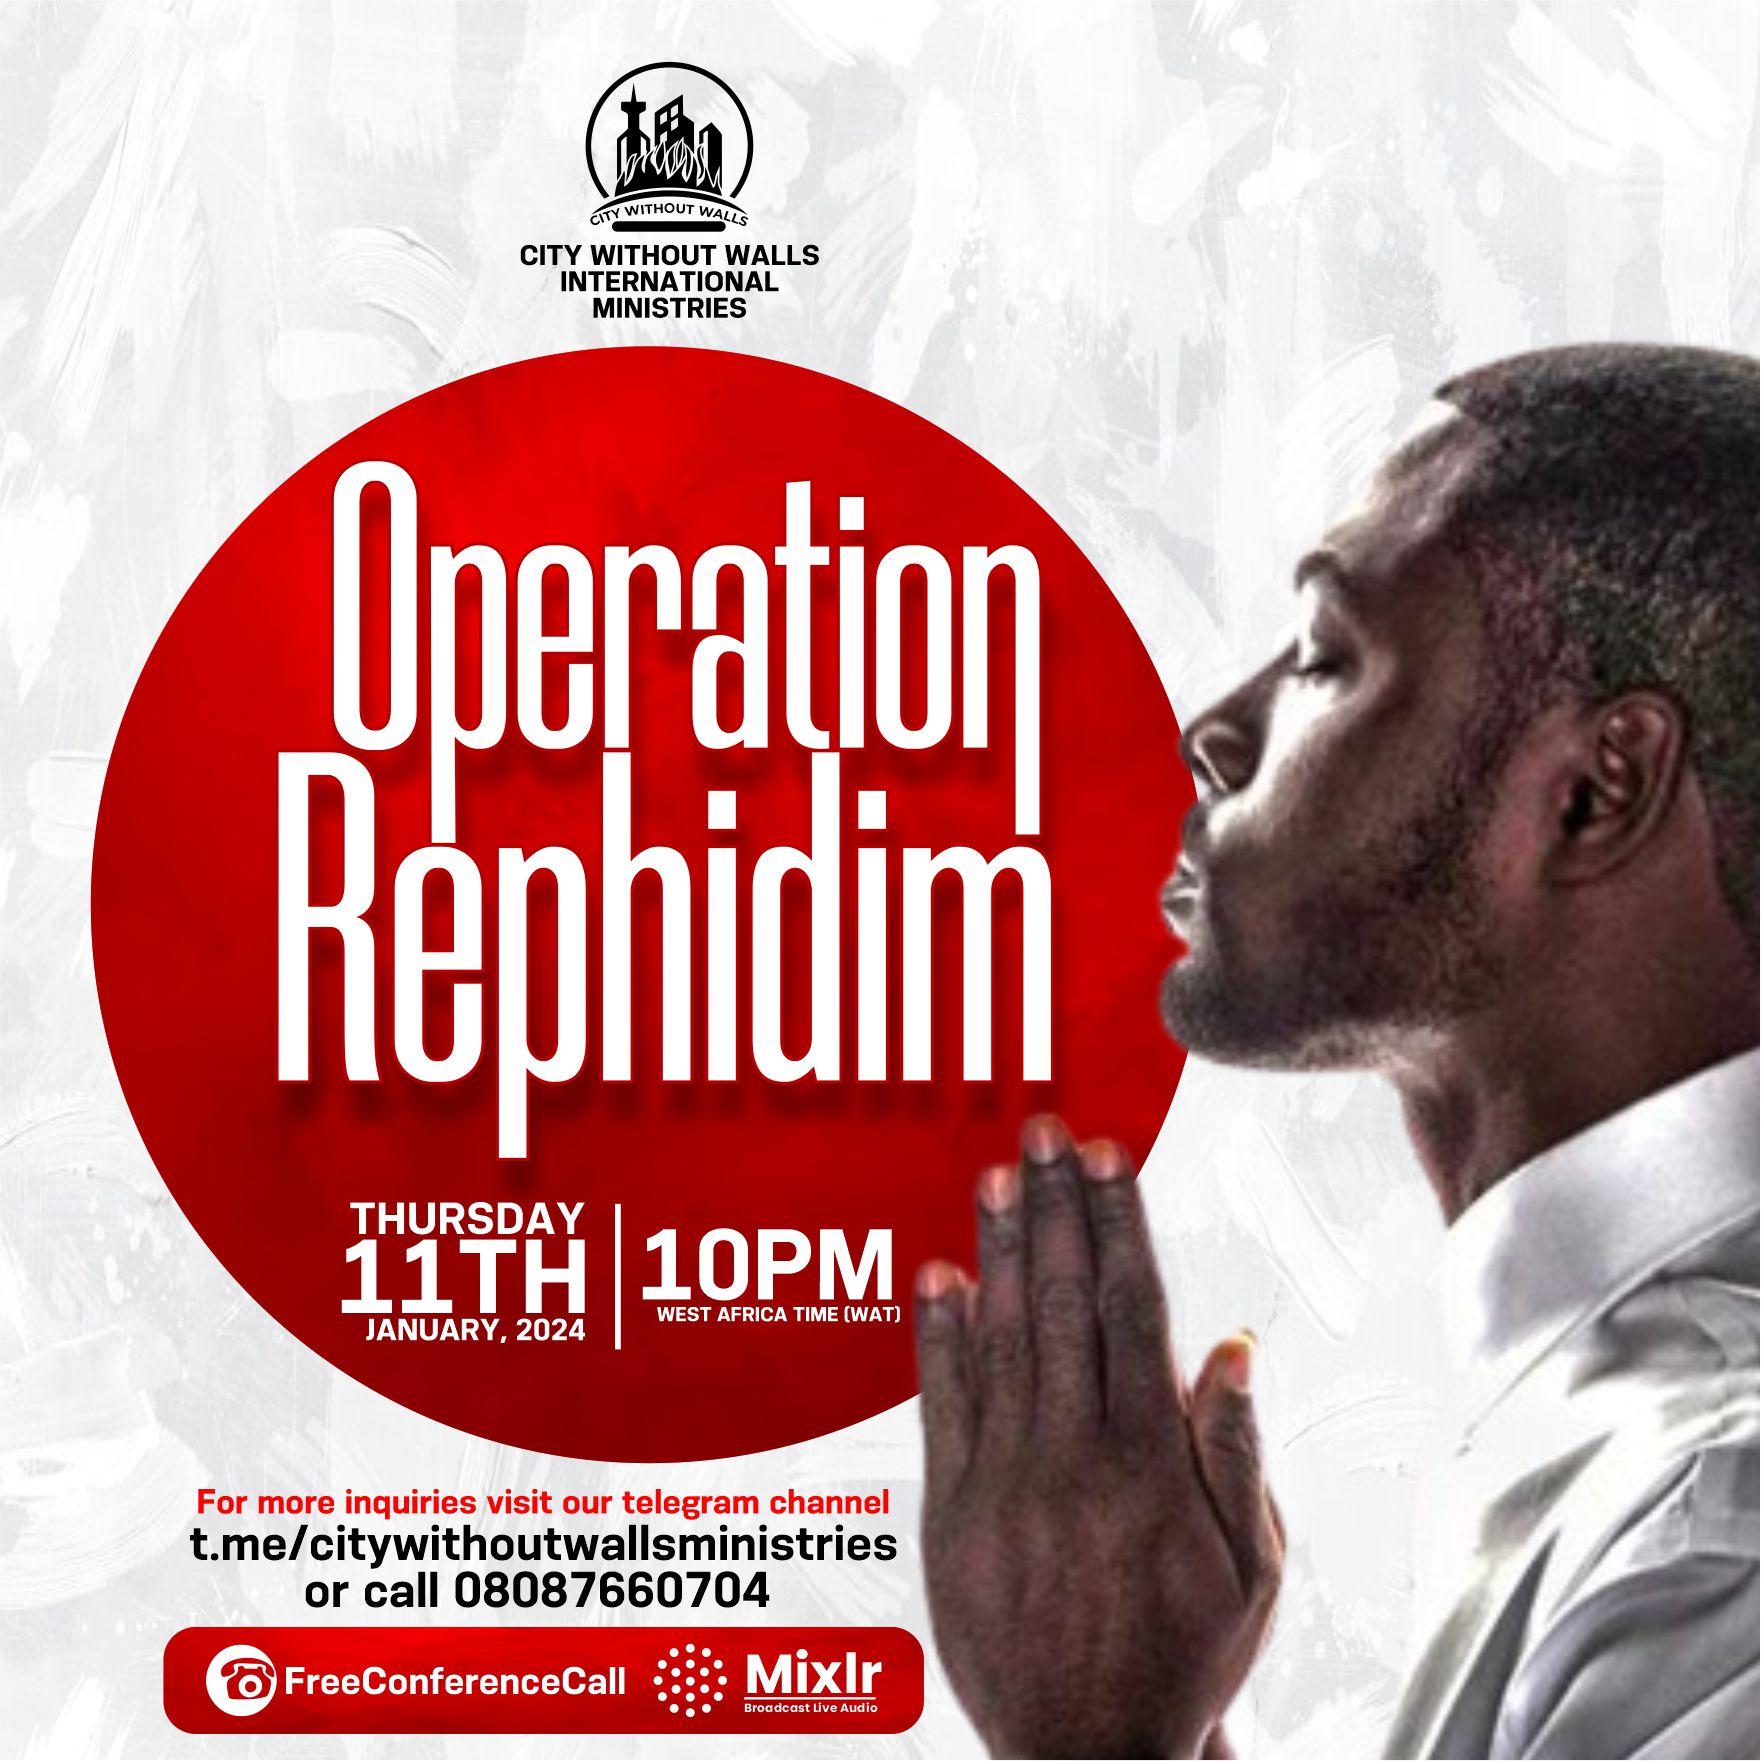 CITY WITHOUT WALLS
CITY WITHOUT WALLS
INTERNATIONAL
MINISTRIES
Operation
Rephidim
THURSDAY
11TH
JANUARY, 2024
10PM
WEST AFRICA TIME (WAT)
For more inquiries visit our telegram channel
t.me/citywithoutwallsministries
or call 08087660704
FreeConferenceCall
Mixlr
Broadcast Live Audio